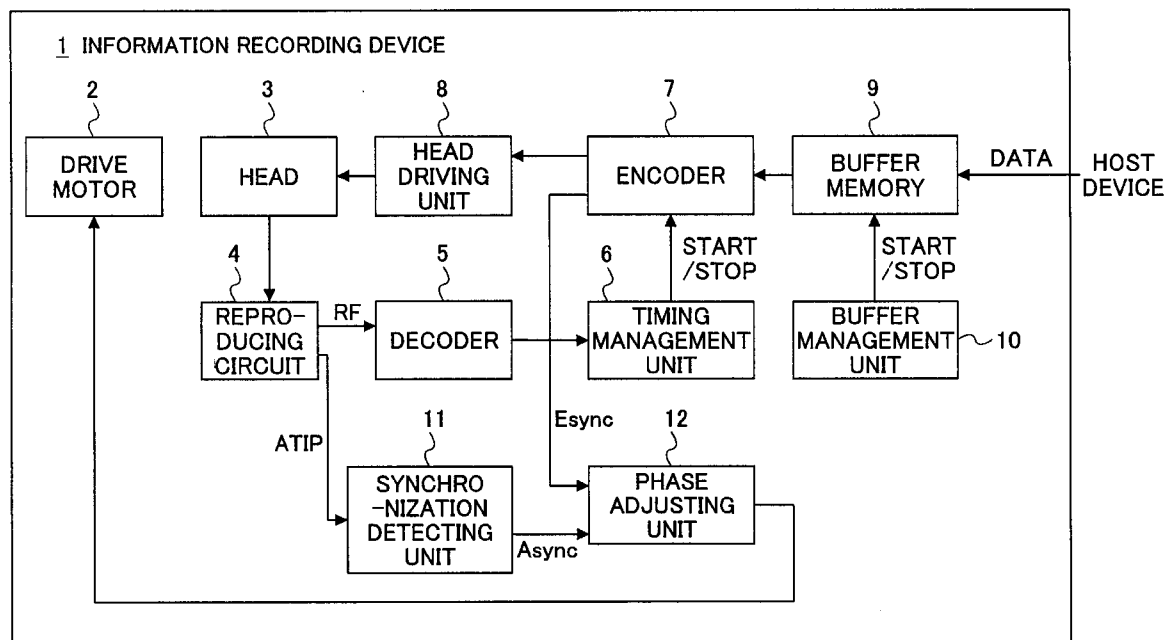 1 INFORMATION RECORDING DEVICE
2
3
8
7
9
DRIVE
MOTOR
HEAD
HEAD
DRIVING
UNIT
ENCODER
BUFFER
MEMORY
DATA
HOST
DEVICE
START
/STOP
START
/STOP
4
5
6
REPRO-
DUCING
CIRCUIT
RF
DECODER
TIMING
MANAGEMENT
UNIT
BUFFER
MANAGEMENT
UNIT
10
ATIP
11
Esync
12
SYNCHRO
-NIZATION
DETECTING
UNIT
Async
PHASE
ADJUSTING
UNIT